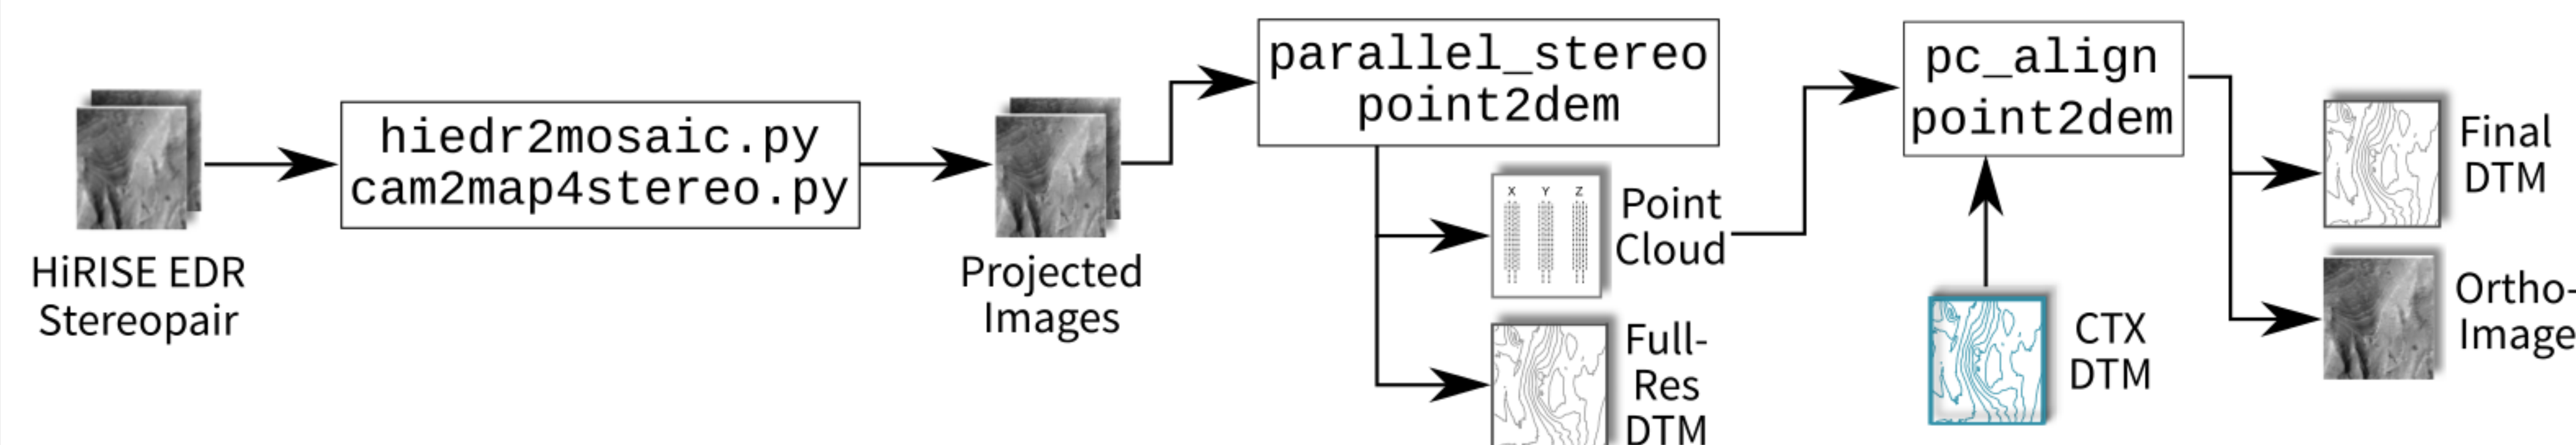 HiRISE EDR
Stereopair
hiedr2mosaic.py
cam2map4stereo.py
Projected
Images
parallel_stereo
point2dem
X Y Z
Point
Cloud
Full-
Res
DTM
pc_align
point2dem
CTX
DTM
Final
DTM
Ortho-
Image